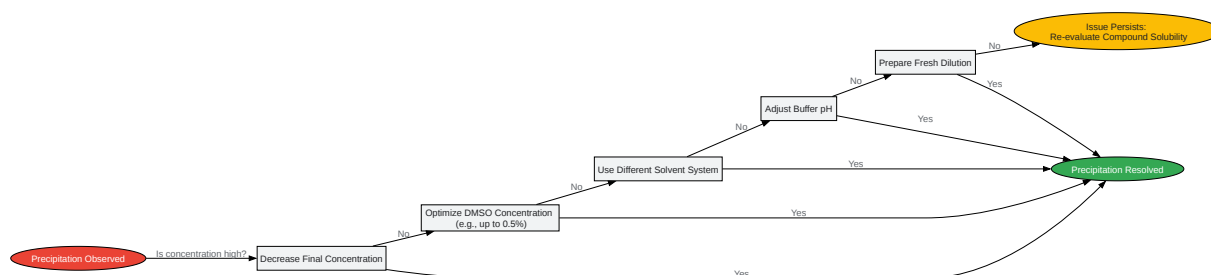 Issue Persists:
Re-evaluate Compound Solubility
No
Prepare Fresh Dilution
No
Yes
Adjust Buffer pH
No
Yes
Use Different Solvent System
Yes
Precipitation Resolved
No
Optimize DMSO Concentration
(e.g., up to 0.5%)
Yes
No
Precipitation Observed
Is concentration high?
Decrease Final Concentration
Yes